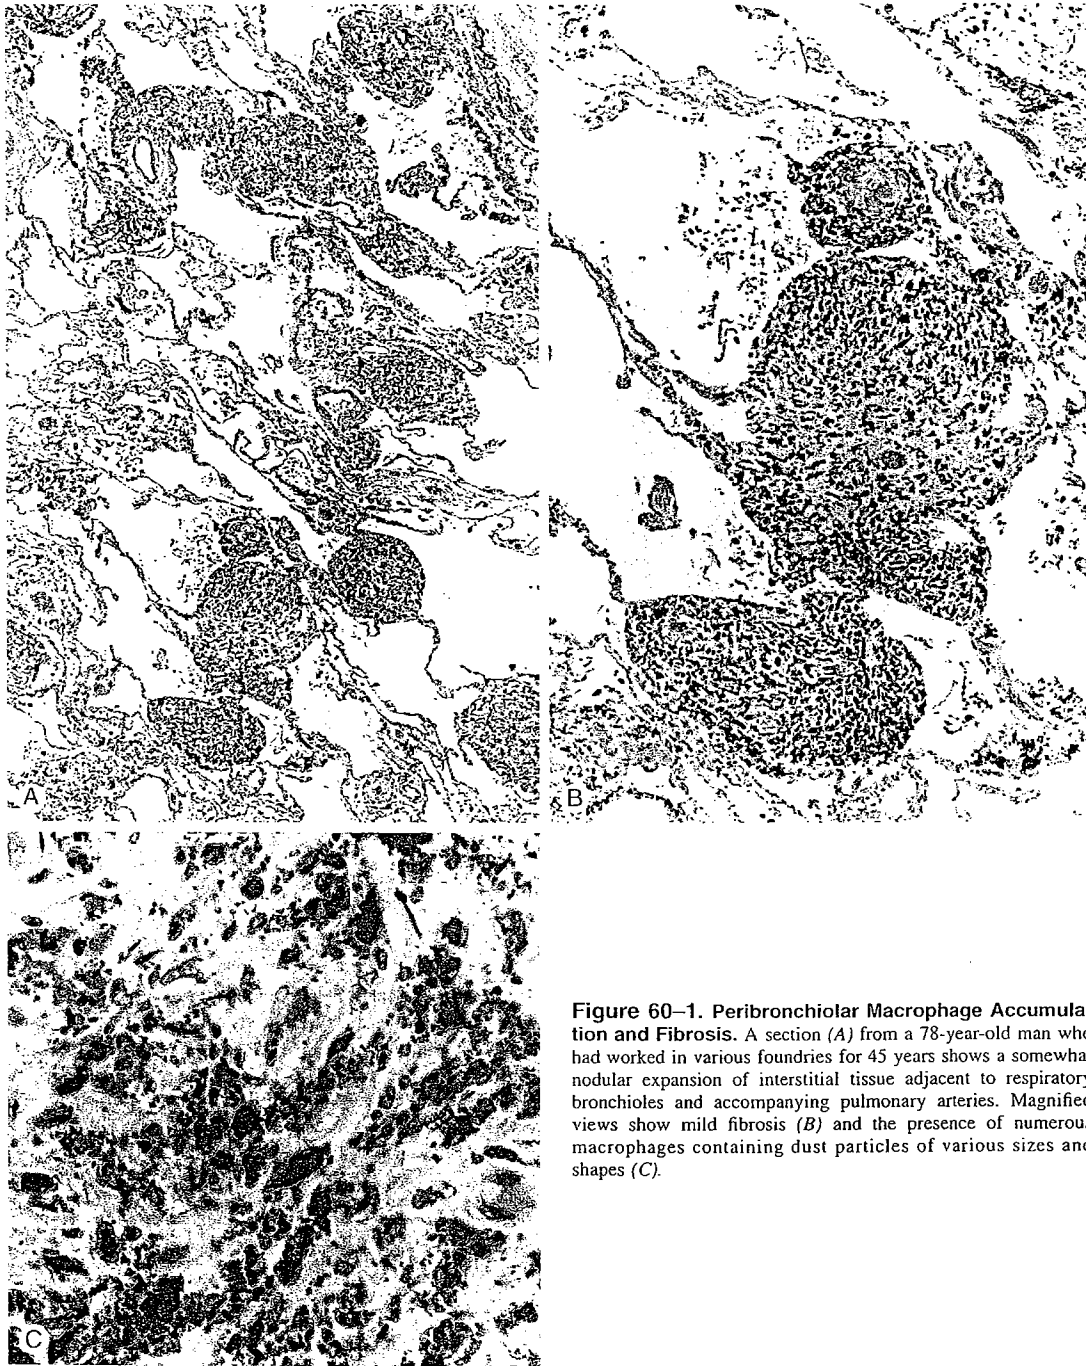 A
B
C
Figure 60–1. Peribronchiolar Macrophage Accumula
tion and Fibrosis. A section (A) from a 78-year-old man who
had worked in various foundries for 45 years shows a somewha
nodular expansion of interstitial tissue adjacent to respiratory
bronchioles and accompanying pulmonary arteries. Magnified
views show mild fibrosis (B) and the presence of numerou
macrophages containing dust particles of various sizes and
shapes (C).